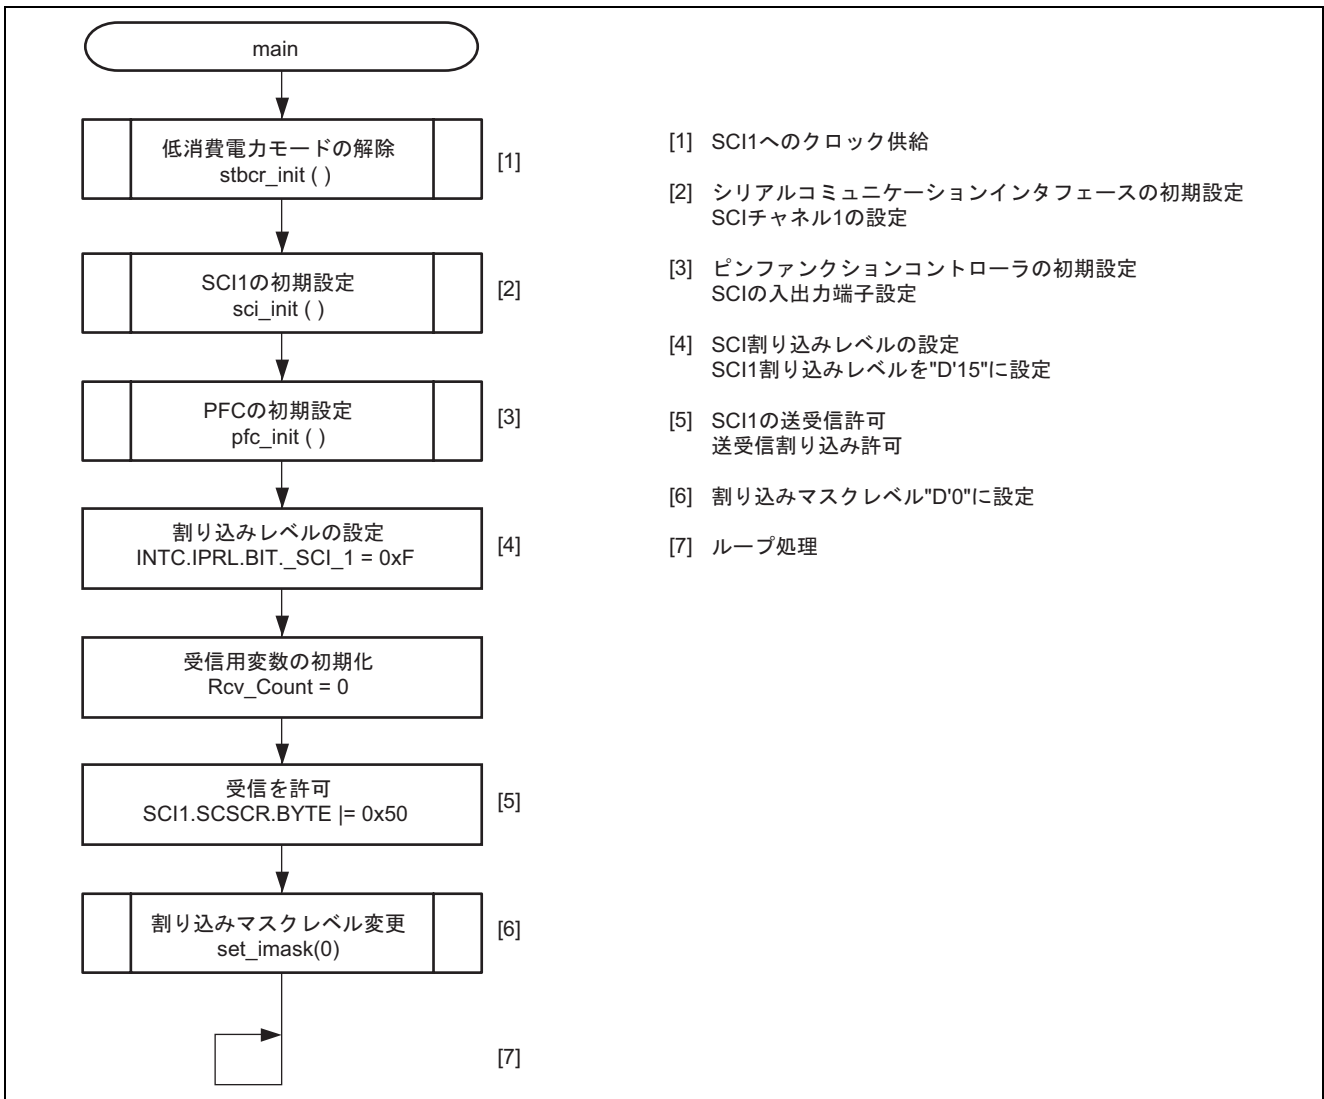 main
低消費電力モードの解除
stbcr_init ( )
[1]
SCI1の初期設定
sci_init ( )
[2]
PFCの初期設定
pfc_init ( )
[3]
割り込みレベルの設定
INTC.IPRL.BIT._SCI_1 = 0xF
[4]
受信用変数の初期化
Rcv_Count = 0
受信を許可
SCI1.SCSCR.BYTE |= 0x50
[5]
割り込みマスクレベル変更
set_imask(0)
[6]
[7]
[1] SCI1へのクロック供給
[2] シリアルコミュニケーションインタフェースの初期設定
SCIチャネル1の設定
[3] ピンファンクションコントローラの初期設定
SCIの入出力端子設定
[4] SCI割り込みレベルの設定
SCI1割り込みレベルを"D'15"に設定
[5] SCI1の送受信許可
送受信割り込み許可
[6] 割り込みマスクレベル"D'0"に設定
[7] ループ処理